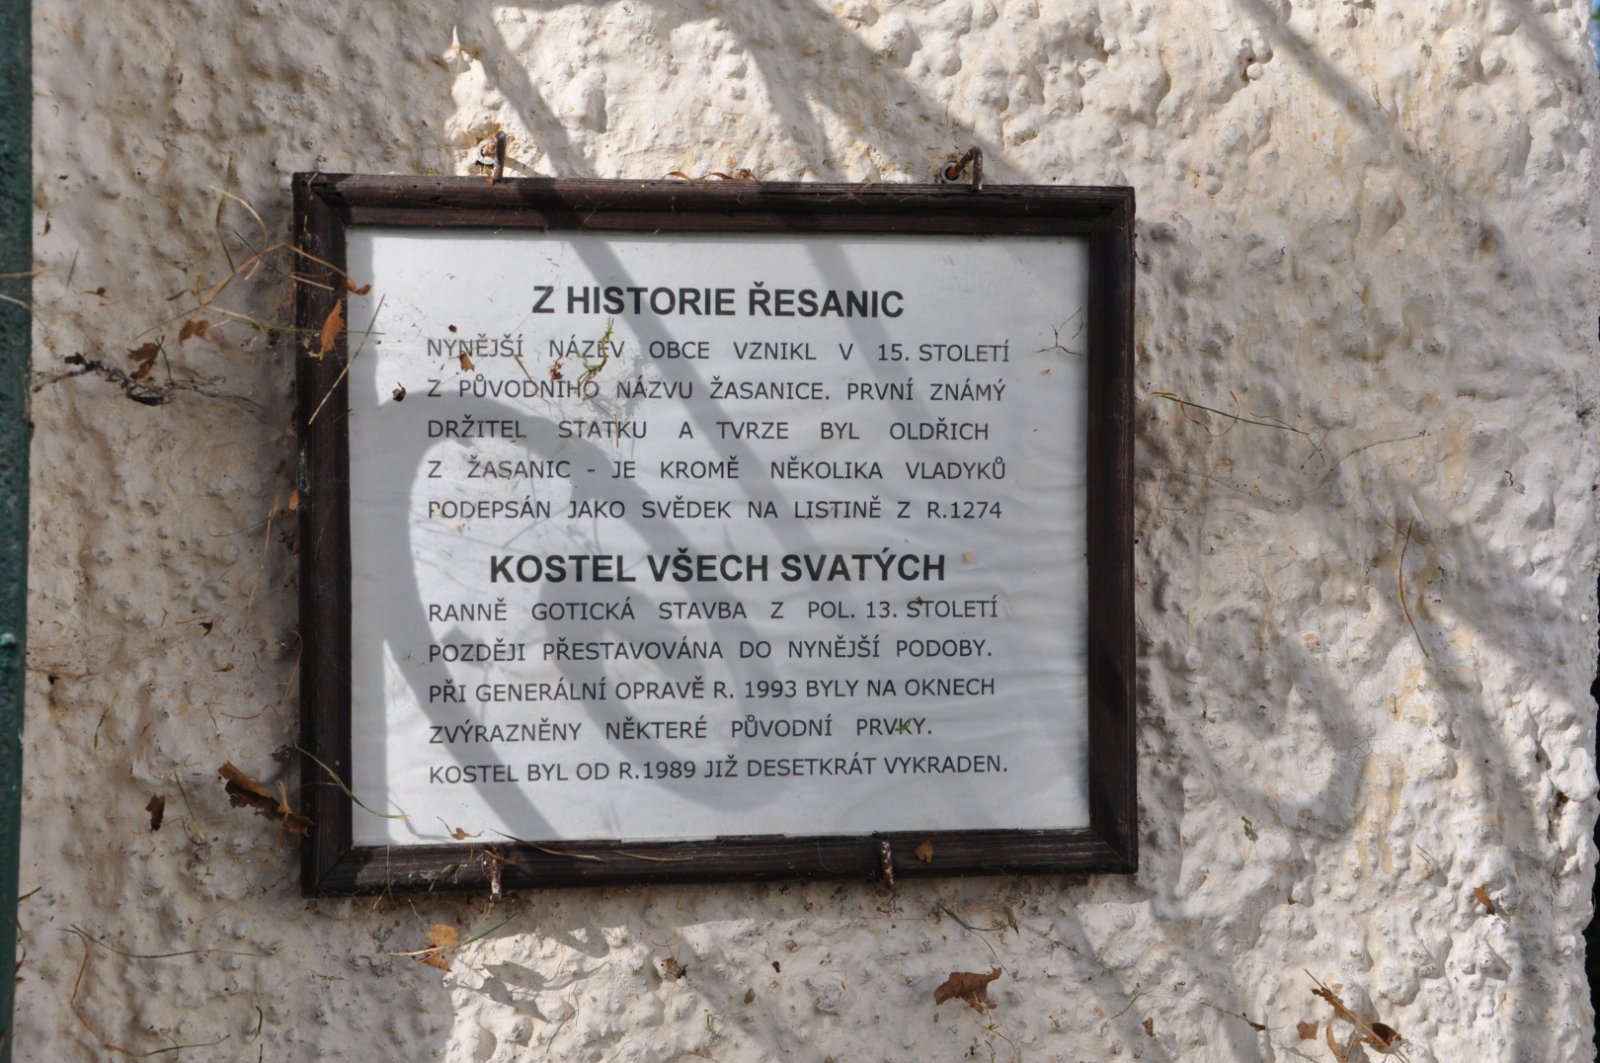 Z HISTORIE ŘESANIC
NYNĚJŠÍ NÁZEV OBCE VZNIKL V 15. STOLETÍ
Z PŮVODNÍHO NÁZVU ŽASANICE. PRVNÍ ZNÁMÝ
DRŽITEL STATKU A TVRZE BYL OLDŘICH
Z ŽASANIC - JE KROMĚ NĚKOLIKA VLADYKŮ
PODEPSÁN JAKO SVĚDEK NA LISTINĚ Z R.1274
KOSTEL VŠECH SVATÝCH
RANNĚ GOTICKÁ STAVBA Z POL. 13. STOLETÍ
POZDĚJI PŘESTAVOVÁNA DO NYNĚJŠÍ PODOBY.
PŘI GENERÁLNÍ OPRAVĚ R. 1993 BYLY NA OKNECH
ZVÝRAZNĚNY NĚKTERÉ PŮVODNÍ PRVKY.
KOSTEL BYL OD R.1989 JIŽ DESETKRÁT VYKRADEN.